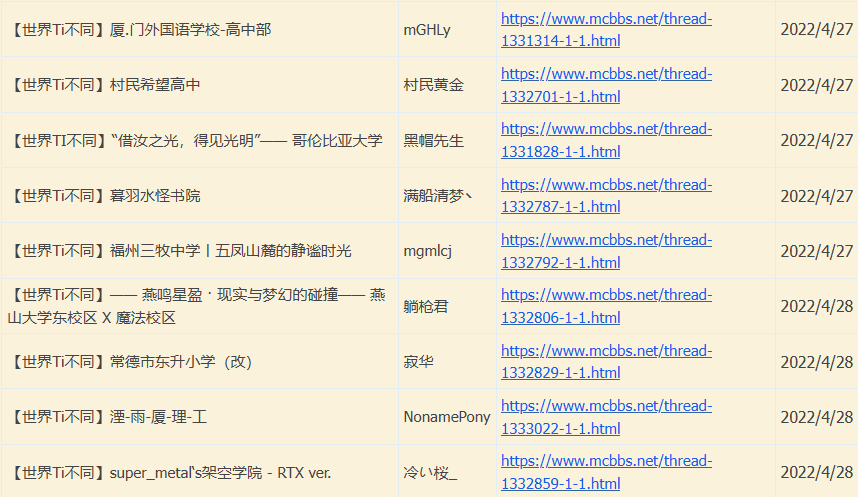 【世界Ti不同】厦.门外国语学校-高中部 mGHLy https://www.mcbbs.net/thread-1331314-1-1.html 2022/4/27
【世界Ti不同】村民希望高中 村民黄金 https://www.mcbbs.net/thread-1332701-1-1.html 2022/4/27
【世界TI不同】“借汝之光，得见光明”—— 哥伦比亚大学 黑帽先生 https://www.mcbbs.net/thread-1331828-1-1.html 2022/4/27
【世界Ti不同】暮羽水怪书院 满船清梦丶 https://www.mcbbs.net/thread-1332787-1-1.html 2022/4/27
【世界Ti不同】福州三牧中学丨五凤山麓的静谧时光 mgmlcj https://www.mcbbs.net/thread-1332792-1-1.html 2022/4/27
【世界Ti不同】—— 燕鸣星盈 · 现实与梦幻的碰撞—— 燕山大学东校区 X 魔法校区 躺枪君 https://www.mcbbs.net/thread-1332806-1-1.html 2022/4/28
【世界Ti不同】常德市东升小学（改） 寂华 https://www.mcbbs.net/thread-1332829-1-1.html 2022/4/28
【世界Ti不同】湮-雨-厦-理-工 NonamePony https://www.mcbbs.net/thread-1333022-1-1.html 2022/4/28
【世界Ti不同】super_metal‘s架空学院 - RTX ver. 冷い桜_ https://www.mcbbs.net/thread-1332859-1-1.html 2022/4/28